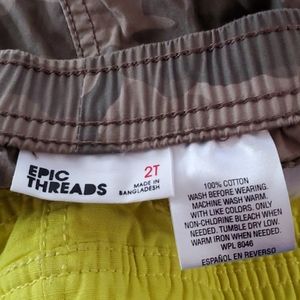 EPIC
THREADS
2T
MADE IN
BANGLADESH
100% COTTON
WASH BEFORE WEARING.
MACHINE WASH WARM.
WITH LIKE COLORS, ONLY
NON-CHLORINE BLEACH WHEN
NEEDED. TUMBLE DRY LOW.
WARM IRON WHEN NEEDED.
WPL 8046
ESPAÑOL EN REVERSO